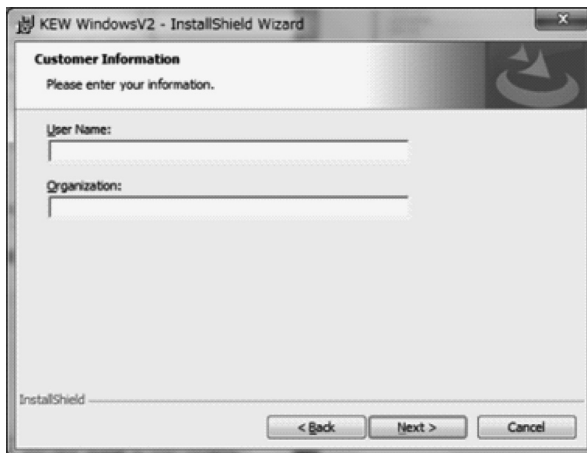 KEW WindowsV2 - InstallShield Wizard
Customer Information
Please enter your information.
User Name:
Organization:
InstallShield
< Back Next > Cancel